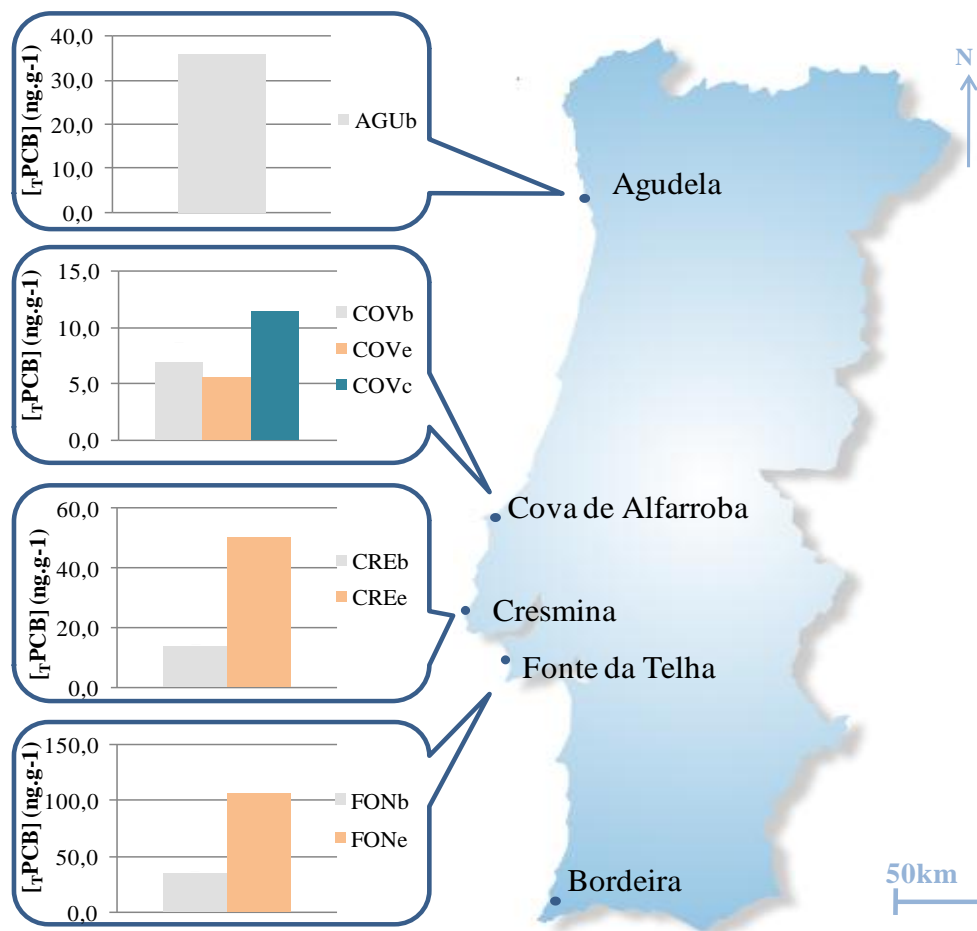 [TPCB] (ng.g-1)
40,0
30,0
20,0
10,0
0,0
AGUb
[TPCB] (ng.g-1)
15,0
10,0
5,0
0,0
COVb
COVe
COVc
[TPCB] (ng.g-1)
60,0
40,0
20,0
0,0
CREb
CREe
[TPCB] (ng.g-1)
150,0
100,0
50,0
0,0
FONb
FONe
N
Agudela
Cova de Alfarroba
Cresmina
Fonte da Telha
Bordeira
50km